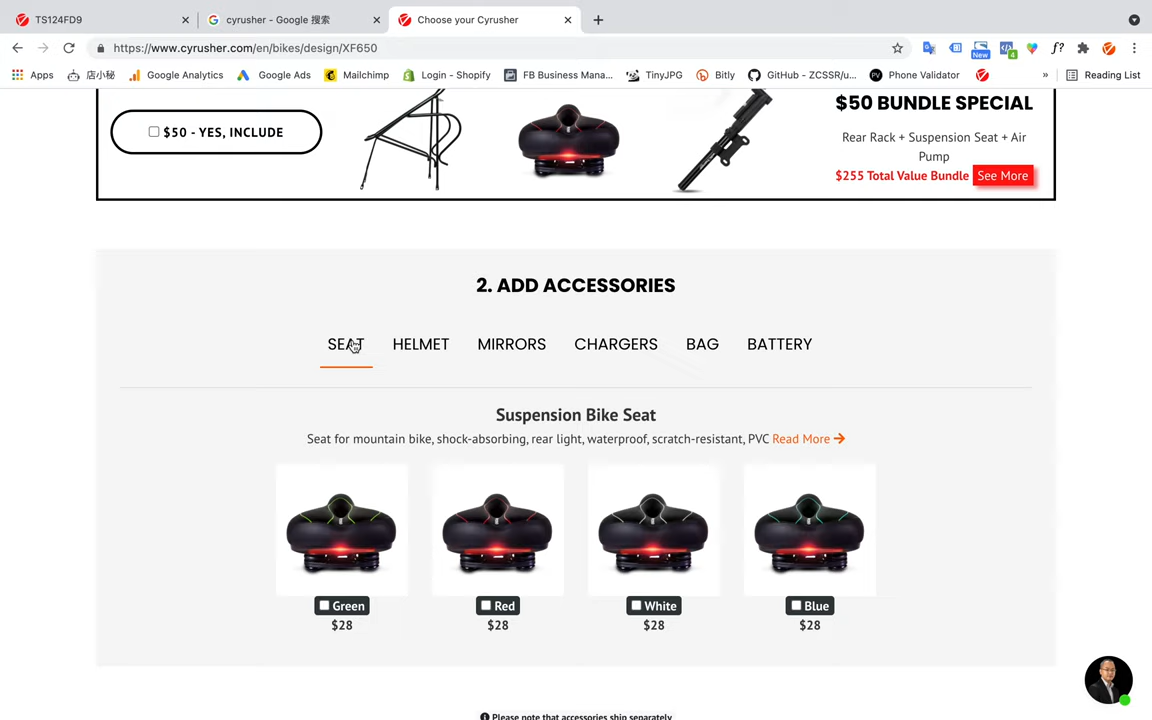 TS124FD9
cyrusher - Google 搜索
Choose your Cyrusher
https://www.cyrusher.com/en/bikes/design/XF650
New
4
f?
Apps
店小秘
Google Analytics
Google Ads
Mailchimp
Login - Shopify
FB Business Mana...
TinyJPG
Bitly
GitHub - ZCSSR/u...
PV
Phone Validator
»
Reading List
$50 - YES, INCLUDE
$50 BUNDLE SPECIAL
Rear Rack + Suspension Seat + Air
Pump
$255 Total Value Bundle See More
2. ADD ACCESSORIES
SEAT HELMET MIRRORS CHARGERS BAG BATTERY
Suspension Bike Seat
Seat for mountain bike, shock-absorbing, rear light, waterproof, scratch-resistant, PVC Read More →
Green
$28
Red
$28
White
$28
Blue
$28
Please note that accessories ship separately